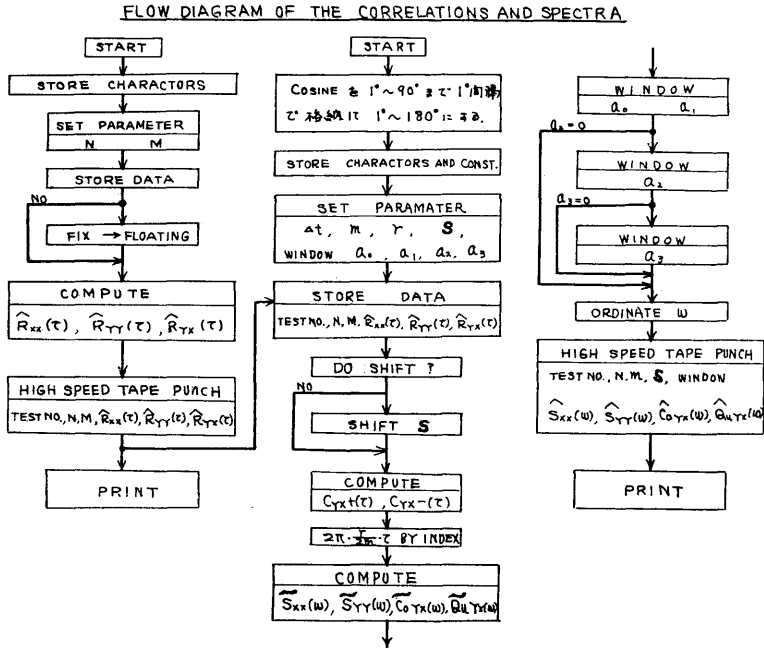 FLOW DIAGRAM OF THE CORRELATIONS AND SPECTRA
START
STORE CHARACTORS
SET PARAMETER
N M
STORE DATA
NO
FIX → FLOATING
COMPUTE
R̂xx(τ), R̂YY(τ), R̂YX(τ)
HIGH SPEED TAPE PUNCH
TEST NO., N, M, R̂xx(τ), R̂YY(τ), R̂YX(τ)
PRINT
START
COSINE を 1°~90° まで 1°間隔
で 格納して 1°~180° にする.
STORE CHARACTORS AND CONST.
SET PARAMATER
Δt, m, r, S,
WINDOW a₀, a₁, a₂, a₃
STORE DATA
TEST NO., N, M, R̂xx(τ), R̂YY(τ), R̂YX(τ)
DO SHIFT ?
NO
SHIFT S
COMPUTE
CYX+(τ), CYX-(τ)
2π·r/2m·τ BY INDEX
COMPUTE
S̃xx(ω), S̃YY(ω), C̃oYX(ω), Q̃uYX(ω)
WINDOW
a₀ a₁
a₂=0
WINDOW
a₂
a₃=0
WINDOW
a₃
ORDINATE ω
HIGH SPEED TAPE PUNCH
TEST NO., N, M, S, WINDOW
Ŝxx(ω), ŜYY(ω), ĈoYX(ω), Q̂uYX(ω)
PRINT